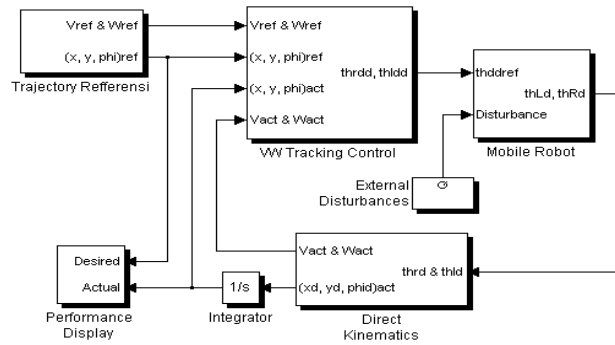 Vref & Wref
(x, y, phi)ref
Trajectory Refferensi
Vref & Wref
(x, y, phi)ref
(x, y, phi)act
Vact & Wact
thrdd, thldd
VW Tracking Control
thddref
Disturbance
thLd, thRd
Mobile Robot
External
Disturbances
Desired
Actual
Performance
Display
1/s
Integrator
Vact & Wact
(xd, yd, phid)act
thrd & thld
Direct
Kinematics